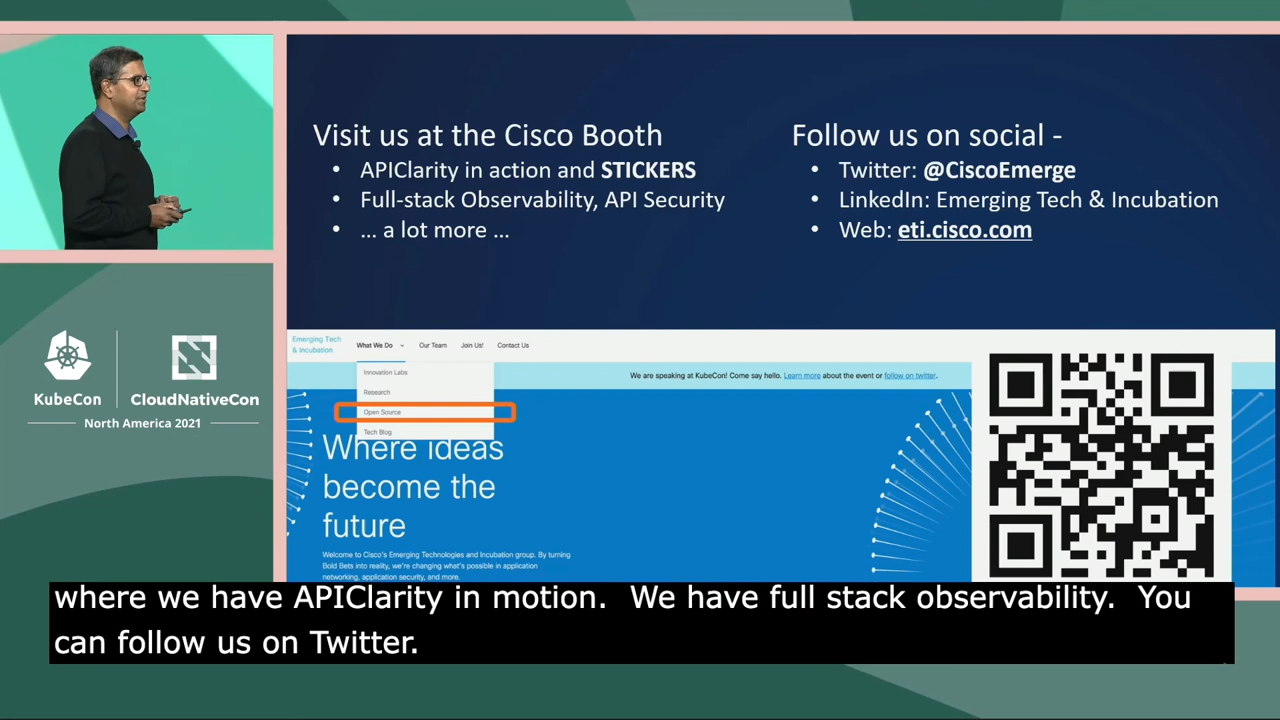 Visit us at the Cisco Booth
• APIClarity in action and STICKERS
• Full-stack Observability, API Security
• ... a lot more ...
Follow us on social -
• Twitter: @CiscoEmerge
• LinkedIn: Emerging Tech & Incubation
• Web: eti.cisco.com
KubeCon
CloudNativeCon
North America 2021
Emerging Tech
& Incubation
What We Do
Our Team
Join Us!
Contact Us
Innovation Labs
Research
Open Source
Tech Blog
We are speaking at KubeCon! Come say hello. Learn more about the event or follow on twitter.
Where ideas
become the
future
Welcome to Cisco's Emerging Technologies and Incubation group. By turning
Bold Bets into reality, we're changing what's possible in application
networking, application security, and more.
where we have APIClarity in motion. We have full stack observability. You
can follow us on Twitter.